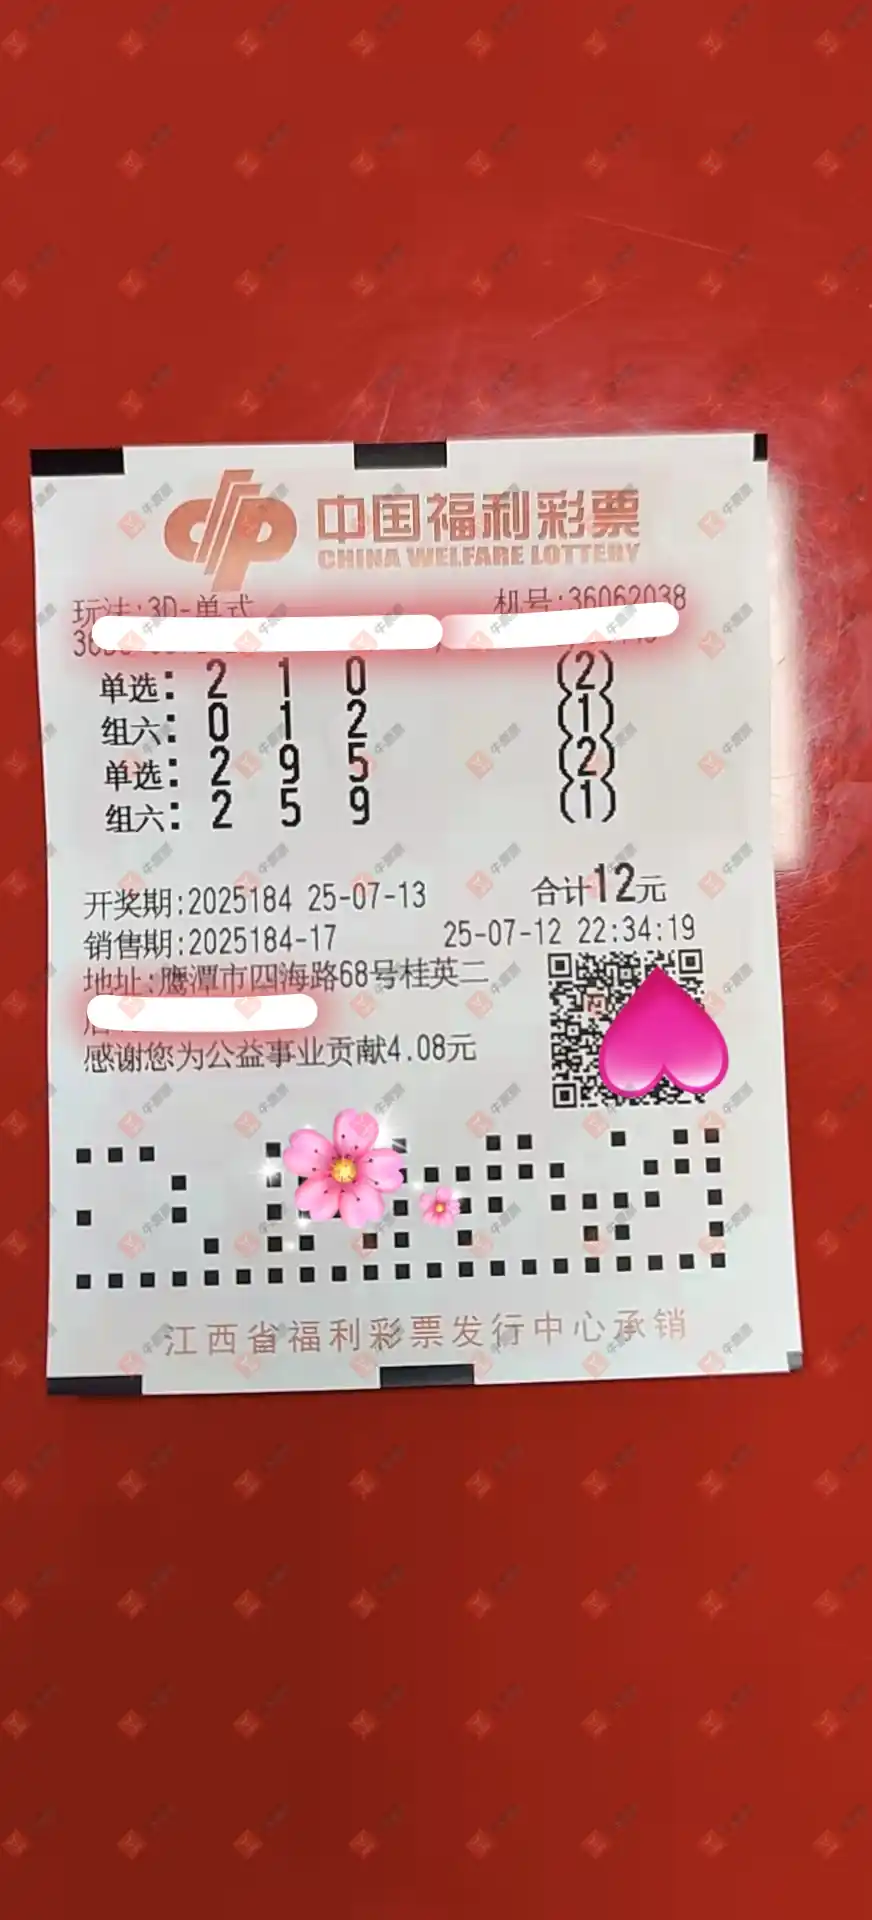 中国福利彩票
CHINA WELFARE LOTTERY
玩法:3D-单式 机号:36062038
单选: 2 1 0 (2)
组六: 0 1 2 (1)
单选: 2 9 5 (2)
组六: 2 5 9 (1)
开奖期:2025184 25-07-13 合计12元
销售期:2025184-17 25-07-12 22:34:19
地址:鹰潭市四海路68号桂英二
店
感谢您为公益事业贡献4.08元
江西省福利彩票发行中心承销